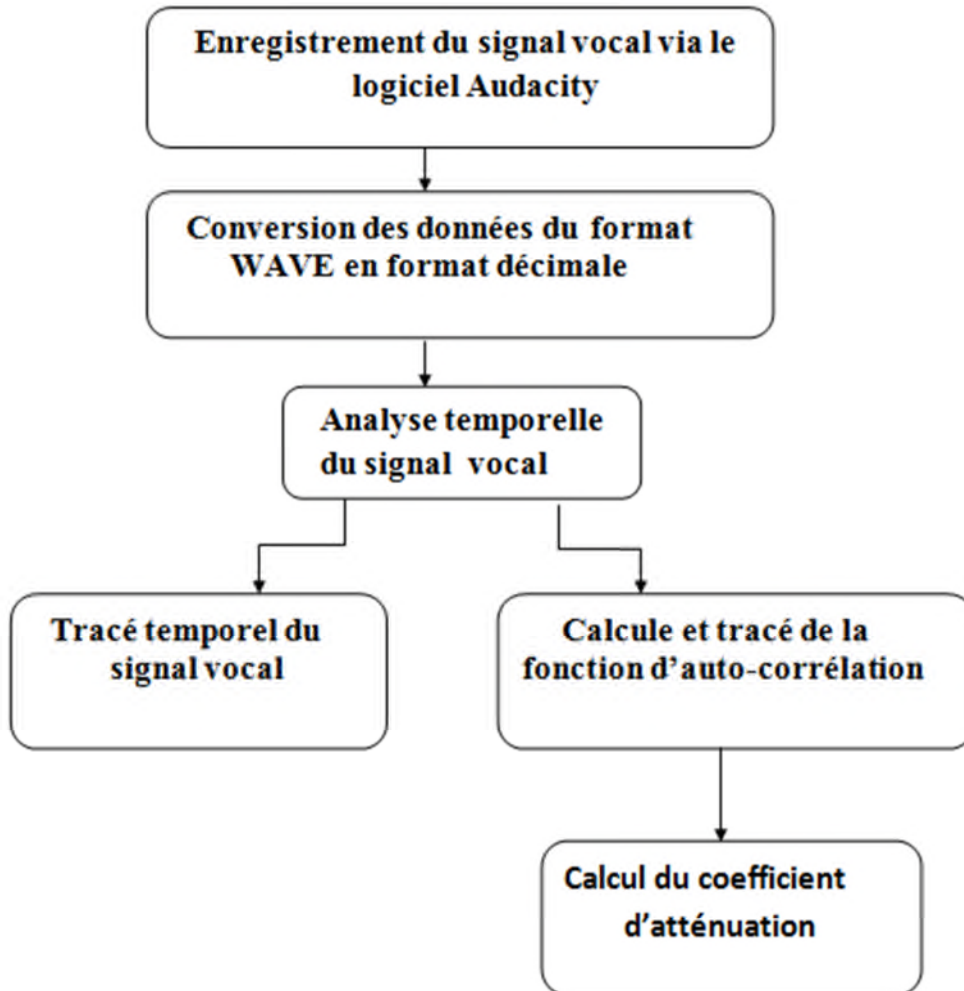 Enregistrement du signal vocal via le
logiciel Audacity
Conversion des données du format
WAVE en format décimale
Analyse temporelle
du signal vocal
Tracé temporel du
signal vocal
Calcule et tracé de la
fonction d'auto-corrélation
Calcul du coefficient
d'atténuation